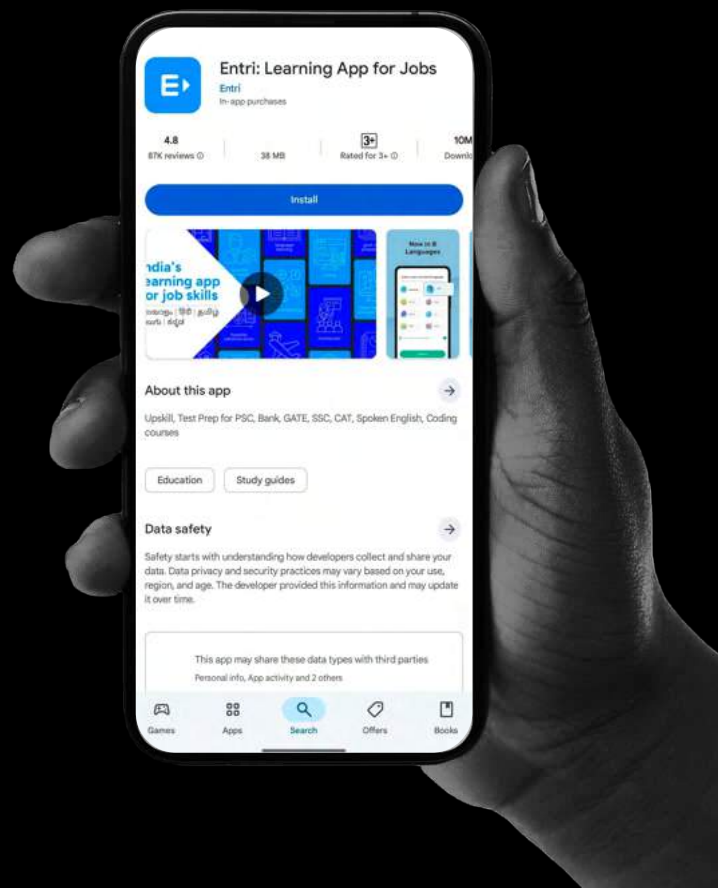 E
Entri: Learning App for Jobs
Entri
In-app purchases
4.8
87K reviews
38 MB
3+
Rated for 3+
10M
Downlo
Install
ndia's
earning app
or job skills
हिंदी | தமிழ்
Now in 8
Languages
About this app
Upskill, Test Prep for PSC, Bank, GATE, SSC, CAT, Spoken English, Coding
courses
Education
Study guides
Data safety
Safety starts with understanding how developers collect and share your
data. Data privacy and security practices may vary based on your use,
region, and age. The developer provided this information and may update
it over time.
This app may share these data types with third parties
Personal info, App activity and 2 others
Games
Apps
Search
Offers
Books